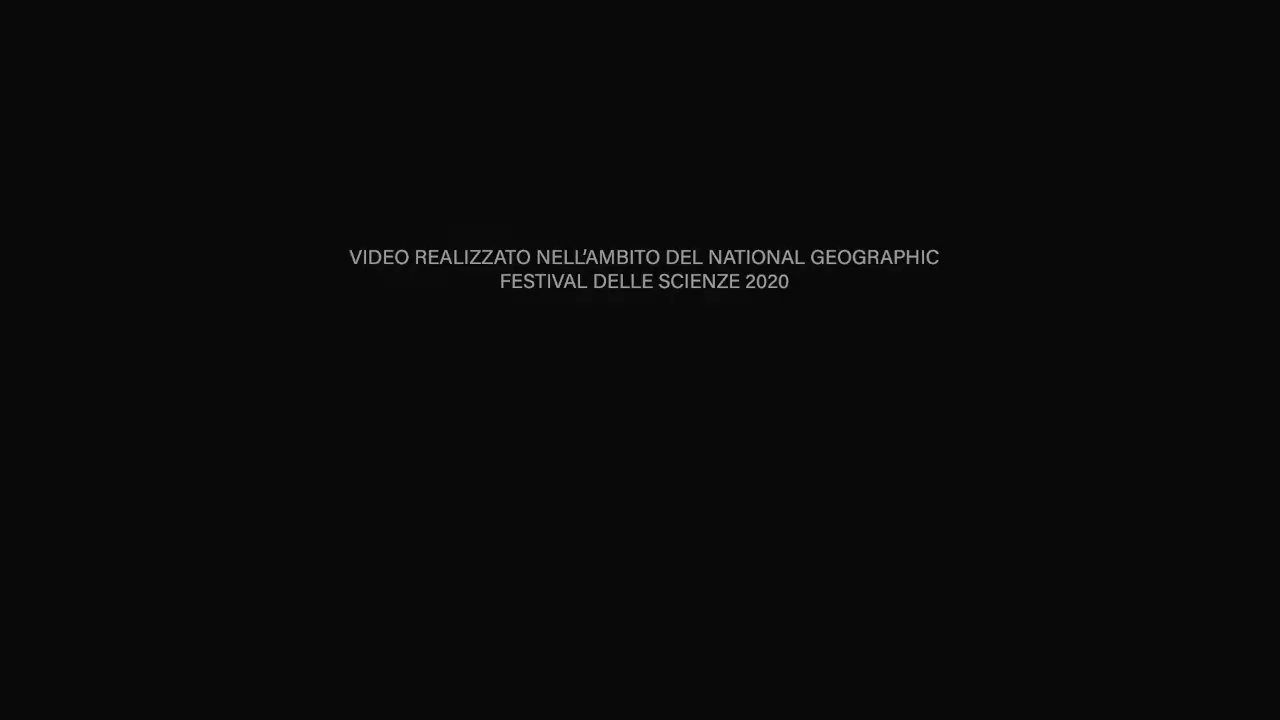 VIDEO REALIZZATO NELL'AMBITO DEL NATIONAL GEOGRAPHIC
FESTIVAL DELLE SCIENZE 2020